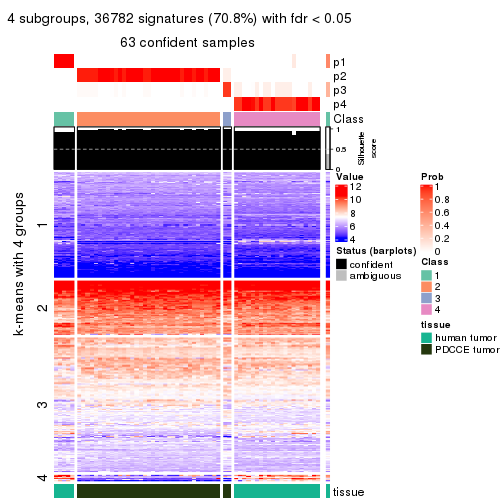 4 subgroups, 36782 signatures (70.8%) with fdr < 0.05
63 confident samples
p1
p2
p3
p4
Class
1
0.5
0
Silhouette
score
k-means with 4 groups
1
2
3
4
tissue
Value
12
10
8
6
4
Status (barplots)
confident
ambiguous
Prob
1
0.8
0.6
0.4
0.2
0
Class
1
2
3
4
tissue
human tumor
PDCCE tumor